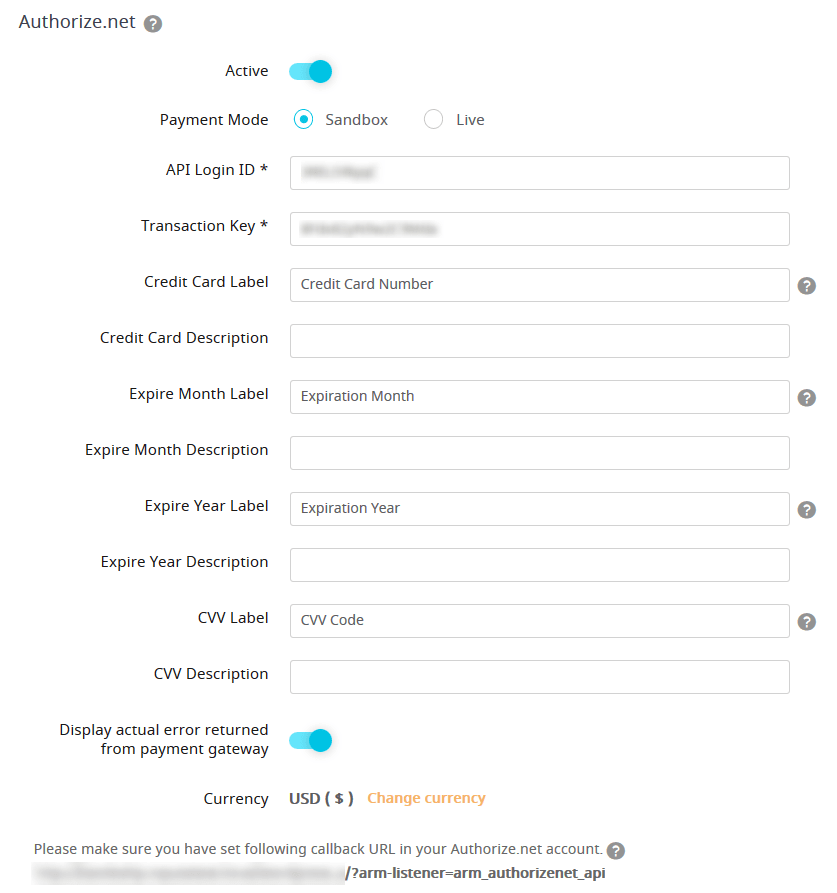 Authorize.net ?
Active
Payment Mode Sandbox Live
API Login ID *
Transaction Key *
Credit Card Label Credit Card Number ?
Credit Card Description
Expire Month Label Expiration Month ?
Expire Month Description
Expire Year Label Expiration Year ?
Expire Year Description
CVV Label CVV Code ?
CVV Description
Display actual error returned
from payment gateway
Currency USD ( $ ) Change currency
Please make sure you have set following callback URL in your Authorize.net account. ?
/?arm-listener=arm_authorizenet_api